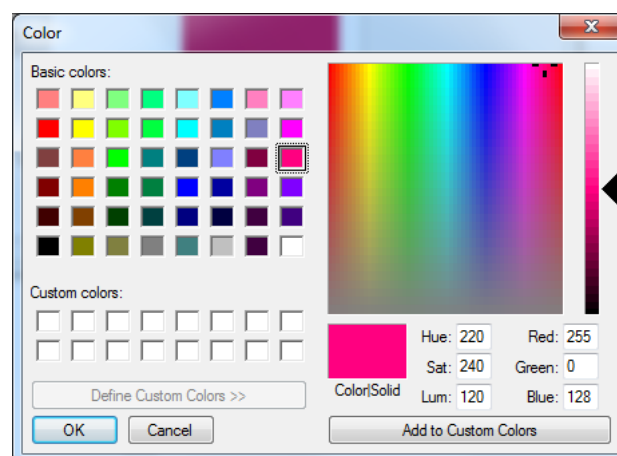 Color
x
Basic colors:
Custom colors:
Define Custom Colors >>
OK Cancel
Color|Solid
Hue: 220 Red: 255
Sat: 240 Green: 0
Lum: 120 Blue: 128
Add to Custom Colors